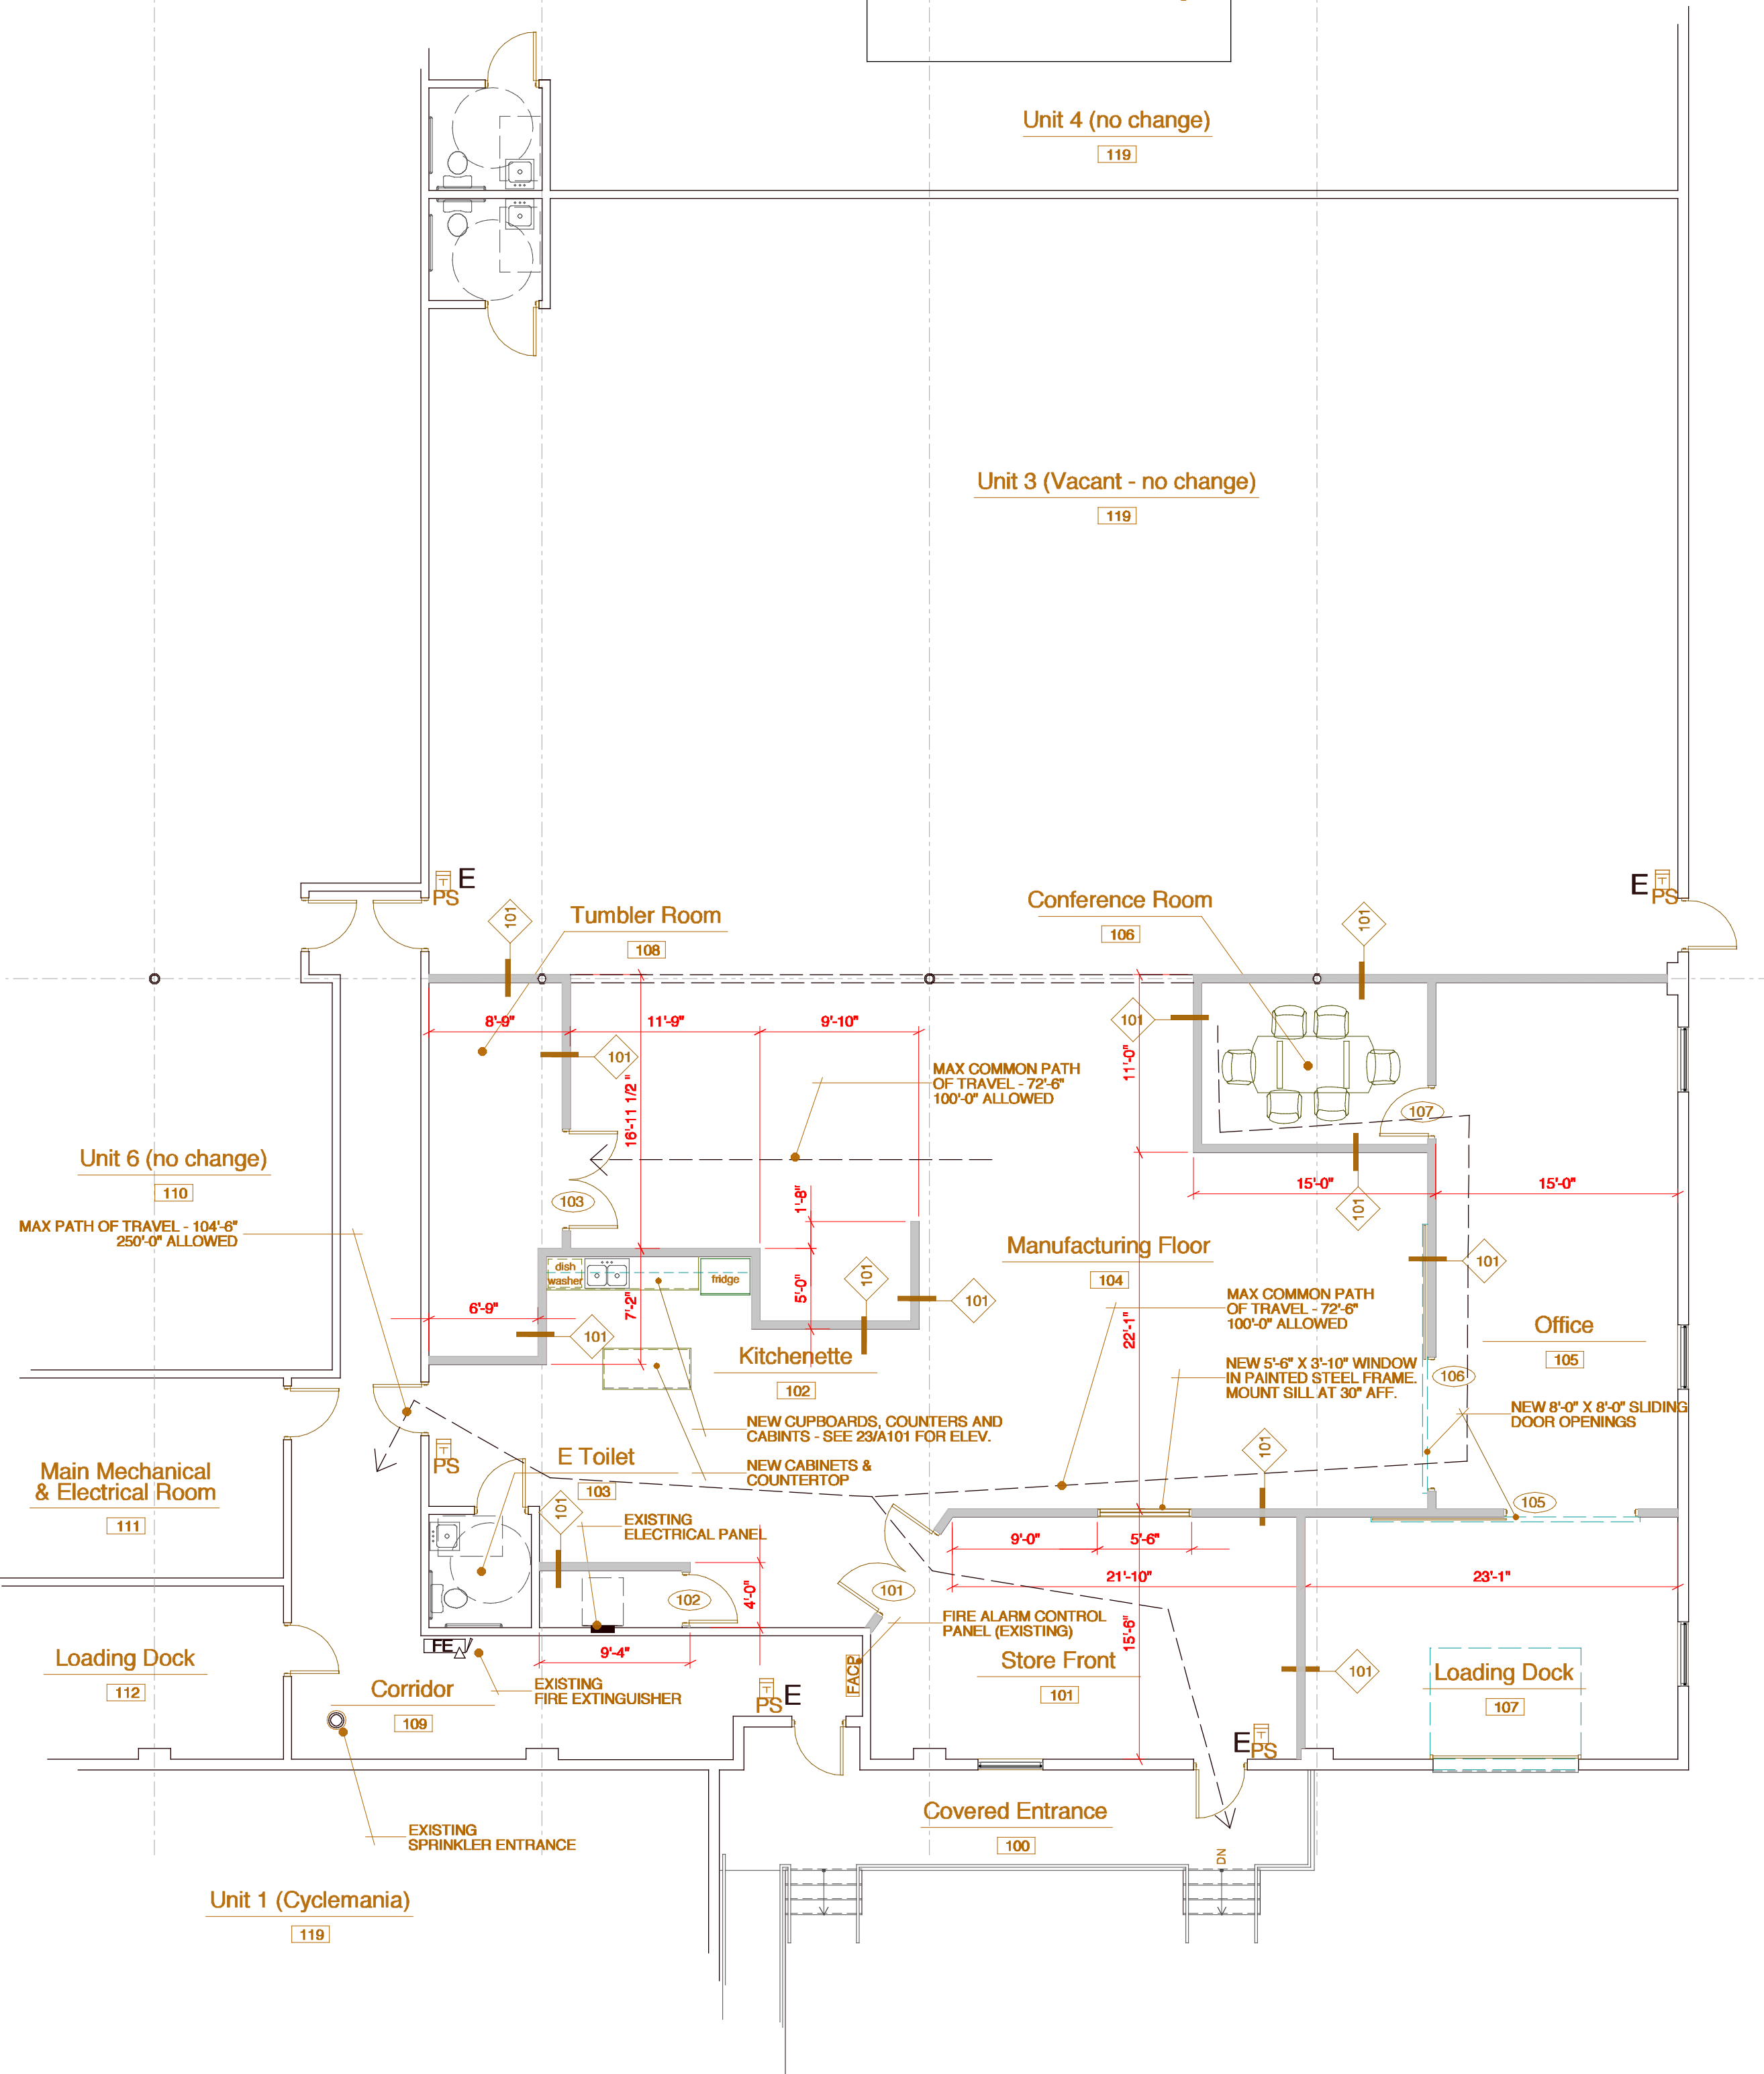 Unit 4 (no change)
119
Unit 3 (Vacant - no change)
119
E
PS
E
PS
Tumbler Room
108
Conference Room
106
101
101
8'-9"
11'-9"
9'-10"
101
101
16'-11 1/2 "
11'-0"
MAX COMMON PATH
OF TRAVEL - 72'-6"
100'-0" ALLOWED
107
Unit 6 (no change)
110
MAX PATH OF TRAVEL - 104'-6"
250'-0" ALLOWED
103
1'-8"
15'-0"
15'-0"
101
Manufacturing Floor
104
101
dish
washer
fridge
101
5'-0"
101
6'-9"
7'-2"
101
22'-1"
MAX COMMON PATH
OF TRAVEL - 72'-6"
100'-0" ALLOWED
Office
105
Kitchenette
102
NEW 5'-6" X 3'-10" WINDOW
IN PAINTED STEEL FRAME.
MOUNT SILL AT 30" AFF.
106
NEW 8'-0" X 8'-0" SLIDING
DOOR OPENINGS
NEW CUPBOARDS, COUNTERS AND
CABINTS - SEE 23/A101 FOR ELEV.
NEW CABINETS &
COUNTERTOP
PS
E Toilet
103
101
101
105
Main Mechanical
& Electrical Room
111
EXISTING
ELECTRICAL PANEL
9'-0"
5'-6"
21'-10"
23'-1"
102
4'-0"
101
FIRE ALARM CONTROL
PANEL (EXISTING)
15'-6"
FE
9'-4"
Loading Dock
112
Corridor
109
EXISTING
FIRE EXTINGUISHER
PS
E
FACP
Store Front
101
101
Loading Dock
107
E
PS
Covered Entrance
100
DN
EXISTING
SPRINKLER ENTRANCE
Unit 1 (Cyclemania)
119